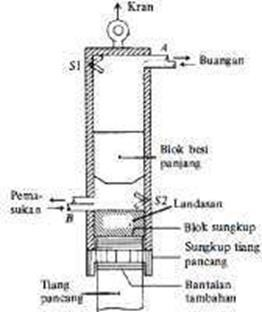 Kran
A
S1
Buangan
Blok besi
panjang
Pema-
sukan
S2
Landasan
B
Blok sungkup
Sungkup tiang
pancang
Tiang
pancang
Bantalan
tambahan